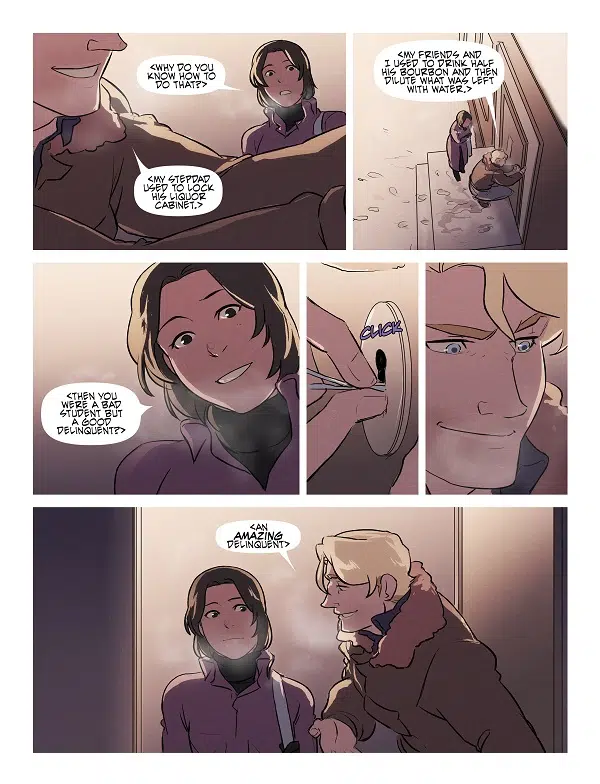 <WHY DO YOU
KNOW HOW TO
DO THAT?>
<MY STEPDAD
USED TO LOCK
HIS LIQUOR
CABINET.>
<MY FRIENDS AND
I USED TO DRINK HALF
HIS BOURBON AND THEN
DILUTE WHAT WAS LEFT
WITH WATER.>
<THEN YOU
WERE A BAD
STUDENT BUT
A GOOD
DELINQUENT?>
CLICK
<AN
AMAZING
DELINQUENT>